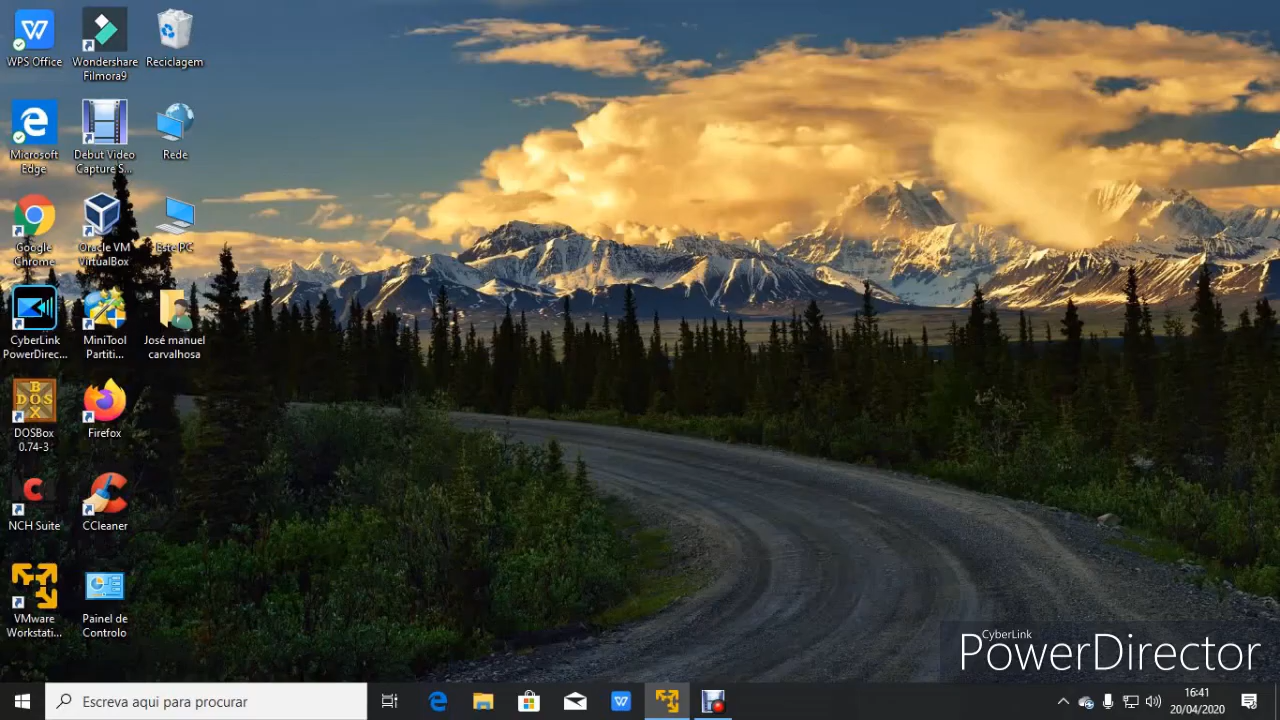 WPS Office
Wondershare
Filmora9
Reciclagem
Microsoft
Edge
Debut Video
Capture S...
Rede
Google
Chrome
Oracle VM
VirtualBox
Este PC
CyberLink
PowerDirec...
MiniTool
Partiti...
José manuel
carvalhosa
DOSBox
0.74-3
Firefox
NCH Suite
CCleaner
VMware
Workstati...
Painel de
Controlo
CyberLink
PowerDirector
Escreva aqui para procurar
16:41
20/04/2020